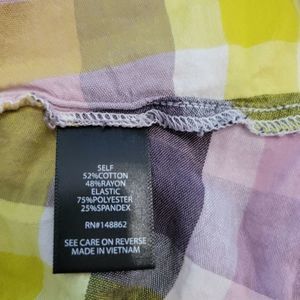 SELF
52%COTTON
48%RAYON
ELASTIC
75%POLYESTER
25%SPANDEX
RN#148862
SEE CARE ON REVERSE
MADE IN VIETNAM